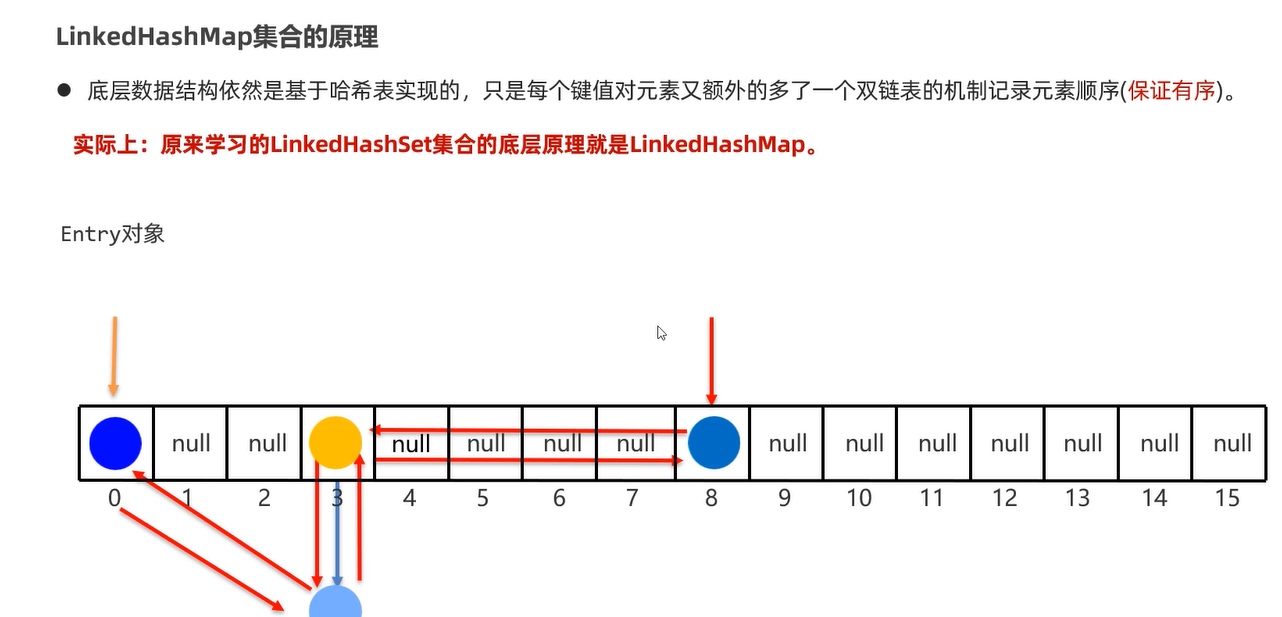 LinkedHashMap集合的原理
● 底层数据结构依然是基于哈希表实现的，只是每个键值对元素又额外的多了一个双链表的机制记录元素顺序(保证有序)。
实际上：原来学习的LinkedHashSet集合的底层原理就是LinkedHashMap。
Entry对象
null null null null null null null null null null null null null
0 1 2 3 4 5 6 7 8 9 10 11 12 13 14 15